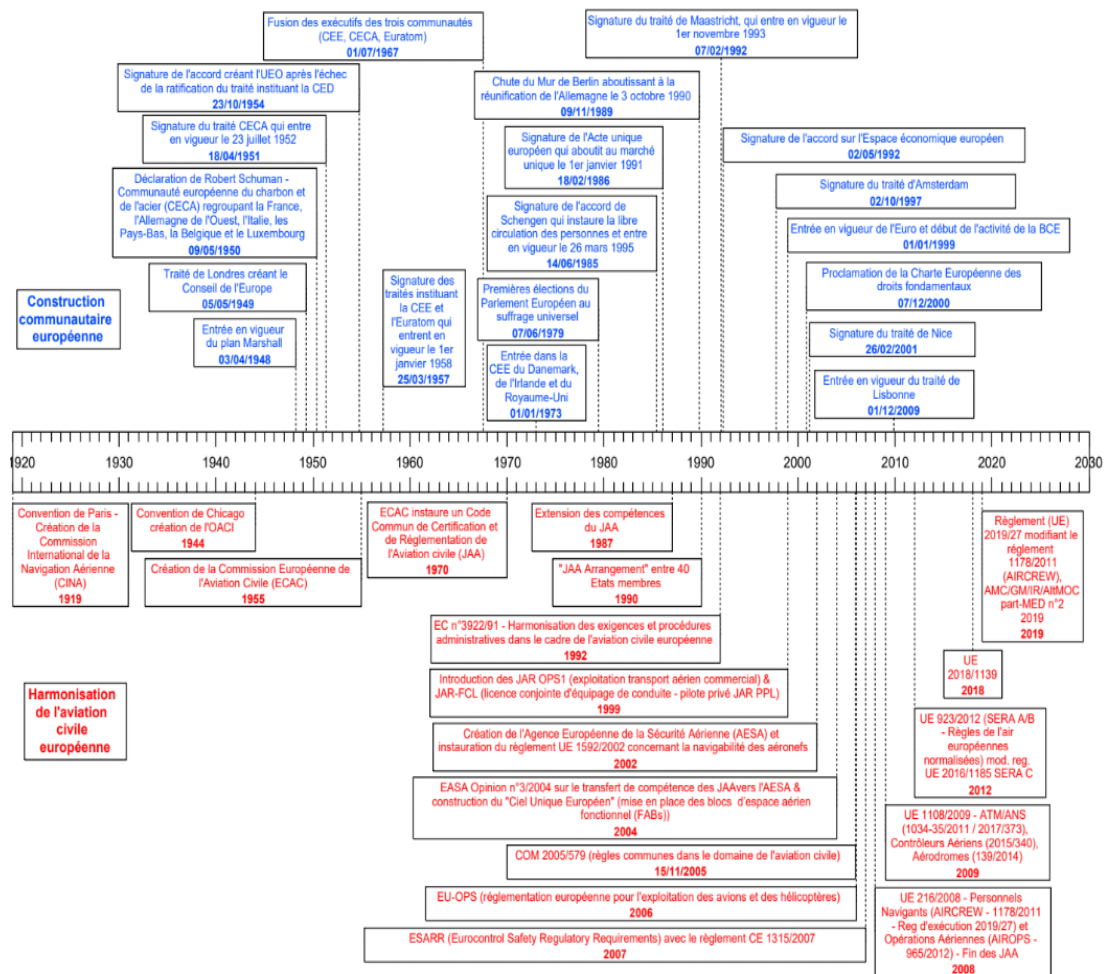 Fusion des exécutifs des trois communautés
(CEE, CECA, Euratom)
01/07/1967
Signature du traité de Maastricht, qui entre en vigueur le
1er novembre 1993
07/02/1992
Signature de l'accord créant l'UEO après l'échec
de la ratification du traité instituant la CED
23/10/1954
Chute du Mur de Berlin aboutissant à la
réunification de l'Allemagne le 3 octobre 1990
09/11/1989
Signature du traité CECA qui entre
en vigueur le 23 juillet 1952
18/04/1951
Signature de l'Acte unique
européen qui aboutit au marché
unique le 1er janvier 1991
18/02/1986
Signature de l'accord sur l'Espace économique européen
02/05/1992
Déclaration de Robert Schuman -
Communauté européenne du charbon et
de l'acier (CECA) regroupant la France,
l'Allemagne de l'Ouest, l'Italie, les
Pays-Bas, la Belgique et le Luxembourg
09/05/1950
Signature de l'accord de
Schengen qui instaure la libre
circulation des personnes et entre
en vigueur le 26 mars 1995
14/06/1985
Signature du traité d'Amsterdam
02/10/1997
Entrée en vigueur de l'Euro et début de l'activité de la BCE
01/01/1999
Traité de Londres créant le
Conseil de l'Europe
05/05/1949
Signature des
traités instituant
la CEE et
l'Euratom qui
entrent en
vigueur le 1er
janvier 1958
25/03/1957
Premières élections du
Parlement Européen au
suffrage universel
07/06/1979
Proclamation de la Charte Européenne des
droits fondamentaux
07/12/2000
Construction
communautaire
européenne
Entrée en vigueur
du plan Marshall
03/04/1948
Entrée dans la
CEE du Danemark,
de l'Irlande et du
Royaume-Uni
01/01/1973
Signature du traité de Nice
26/02/2001
Entrée en vigueur du traité de
Lisbonne
01/12/2009
1920 1930 1940 1950 1960 1970 1980 1990 2000 2010 2020 2030
Convention de Paris -
Création de la
Commission
International de la
Navigation Aérienne
(CINA)
1919
Convention de Chicago
création de l'OACI
1944
Création de la Commission Européenne de
l'Aviation Civile (ECAC)
1955
ECAC instaure un Code
Commun de Certification et
de Réglementation de
l'Aviation civile (JAA)
1970
Extension des compétences
du JAA
1987
"JAA Arrangement" entre 40
Etats membres
1990
Règlement (UE)
2019/27 modifiant le
réglement
1178/2011
(AIRCREW),
AMC/GM/IR/AltMOC
part-MED n°2
2019
2019
EC n°3922/91 - Harmonisation des exigences et procédures
administratives dans le cadre de l'aviation civile européenne
1992
UE
2018/1139
2018
Harmonisation
de l'aviation
civile
européenne
Introduction des JAR OPS1 (exploitation transport aérien commercial) &
JAR-FCL (licence conjointe d'équipage de conduite - pilote privé JAR PPL)
1999
Création de l'Agence Européenne de la Sécurité Aérienne (AESA) et
instauration du règlement UE 1592/2002 concernant la navigabilité des aéronefs
2002
UE 923/2012 (SERA A/B
- Règles de l'air
européennes
normalisées) mod. reg.
UE 2016/1185 SERA C
2012
EASA Opinion n°3/2004 sur le transfert de compétence des JAAvers l'AESA &
construction du "Ciel Unique Européen" (mise en place des blocs d'espace aérien
fonctionnel (FABs))
2004
UE 1108/2009 - ATM/ANS
(1034-35/2011 / 2017/373),
Contrôleurs Aériens (2015/340),
Aérodromes (139/2014)
2009
COM 2005/579 (règles communes dans le domaine de l'aviation civile)
15/11/2005
EU-OPS (réglementation européenne pour l'exploitation des avions et des hélicoptères)
2006
UE 216/2008 - Personnels
Navigants (AIRCREW - 1178/2011
- Reg d'exécution 2019/27) et
Opérations Aériennes (AIROPS -
965/2012) - Fin des JAA
2008
ESARR (Eurocontrol Safety Regulatory Requirements) avec le règlement CE 1315/2007
2007